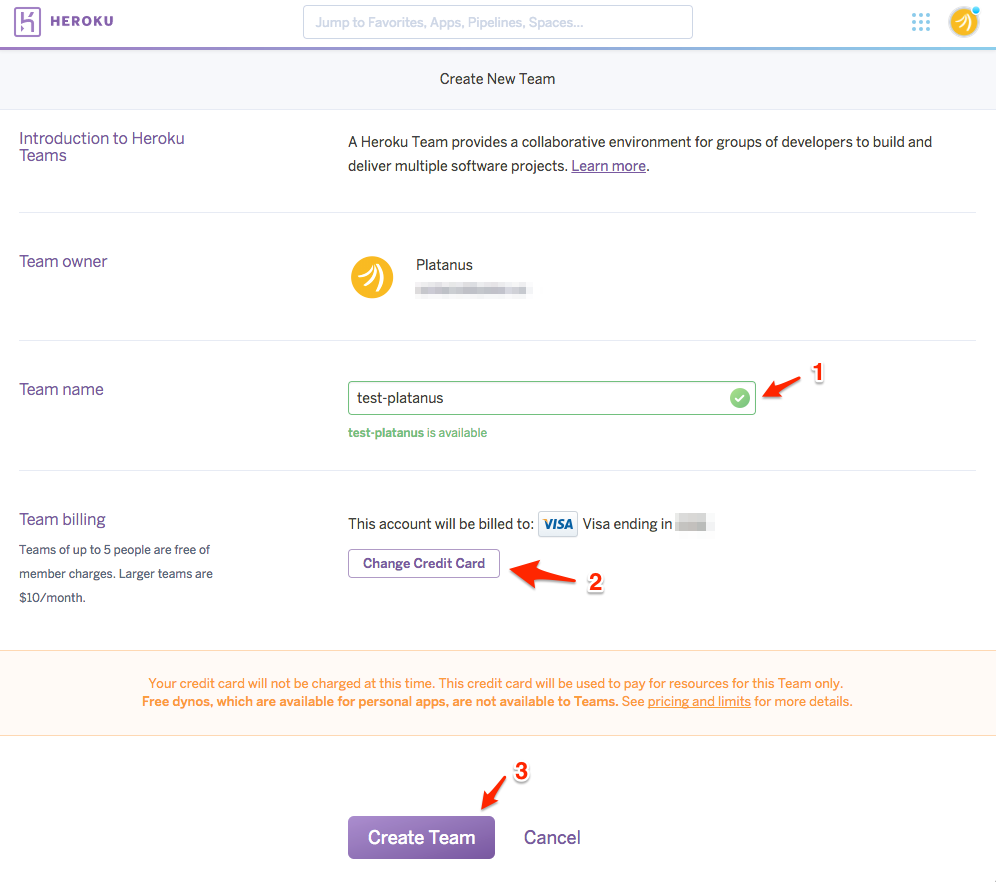 HEROKU
Jump to Favorites, Apps, Pipelines, Spaces...
Create New Team
Introduction to Heroku
Teams
A Heroku Team provides a collaborative environment for groups of developers to build and
deliver multiple software projects. Learn more.
Team owner
Platanus
Team name
test-platanus
1
test-platanus is available
Team billing
Teams of up to 5 people are free of
member charges. Larger teams are
$10/month.
This account will be billed to: VISA Visa ending in
Change Credit Card
2
Your credit card will not be charged at this time. This credit card will be used to pay for resources for this Team only.
Free dynos, which are available for personal apps, are not available to Teams. See pricing and limits for more details.
3
Create Team
Cancel